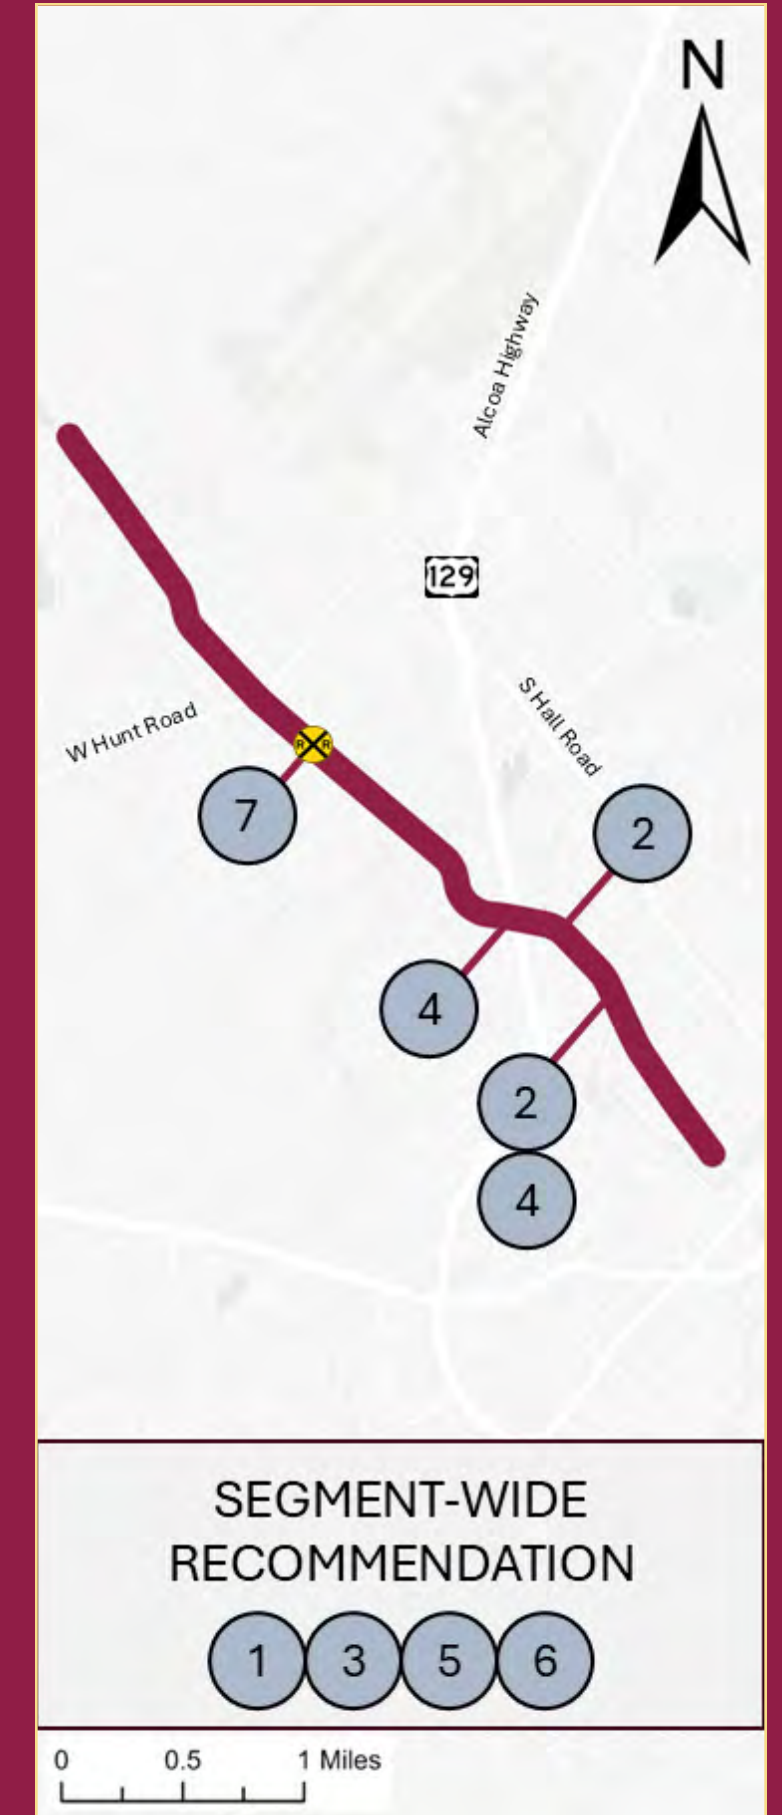 N
Alcoa Highway
129
S Hall Road
W Hunt Road
R R
7
2
4
2
4
SEGMENT-WIDE
RECOMMENDATION
1 3 5 6
0 0.5 1 Miles